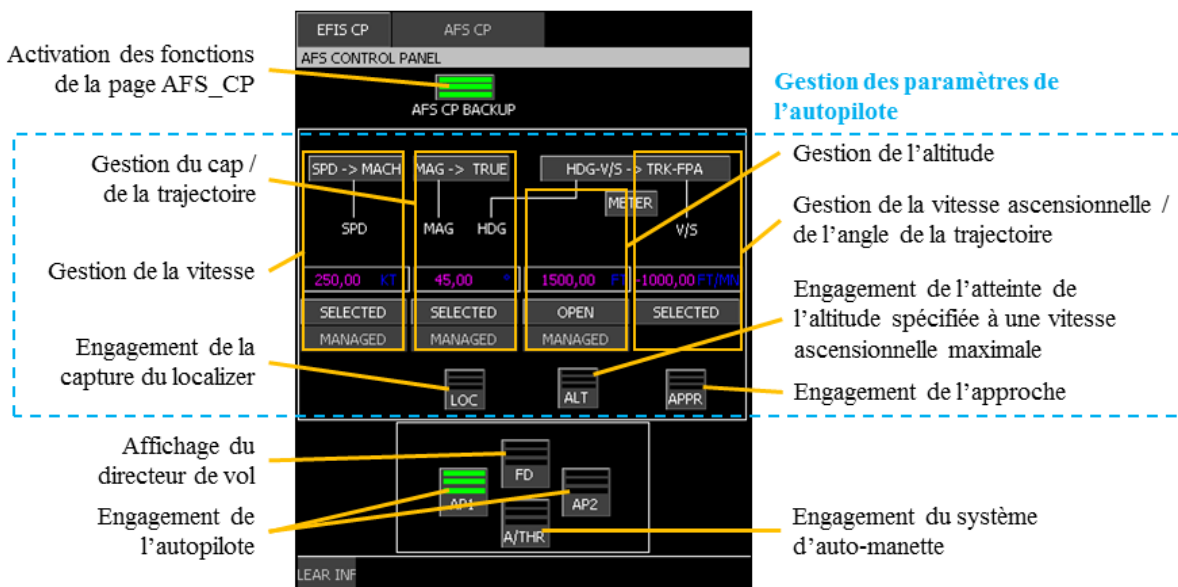 EFIS CP AFS CP
AFS CONTROL PANEL
Activation des fonctions
de la page AFS_CP
AFS CP BACKUP
Gestion des paramètres de
l'autopilote
Gestion du cap /
de la trajectoire
Gestion de la vitesse
SPD -> MACH MAG -> TRUE HDG-V/S -> TRK-FPA
METER
SPD MAG HDG V/S
250,00 KT 45,00 ° 1500,00 FT -1000,00 FT/MN
SELECTED SELECTED OPEN SELECTED
MANAGED MANAGED MANAGED
Gestion de l'altitude
Gestion de la vitesse ascensionnelle /
de l'angle de la trajectoire
Engagement de l'atteinte de
l'altitude spécifiée à une vitesse
ascensionnelle maximale
Engagement de la
capture du localizer
LOC ALT APPR
Engagement de l'approche
Affichage du
directeur de vol
Engagement de
l'autopilote
FD
AP1 AP2
A/THR
Engagement du système
d'auto-manette
LEAR INF